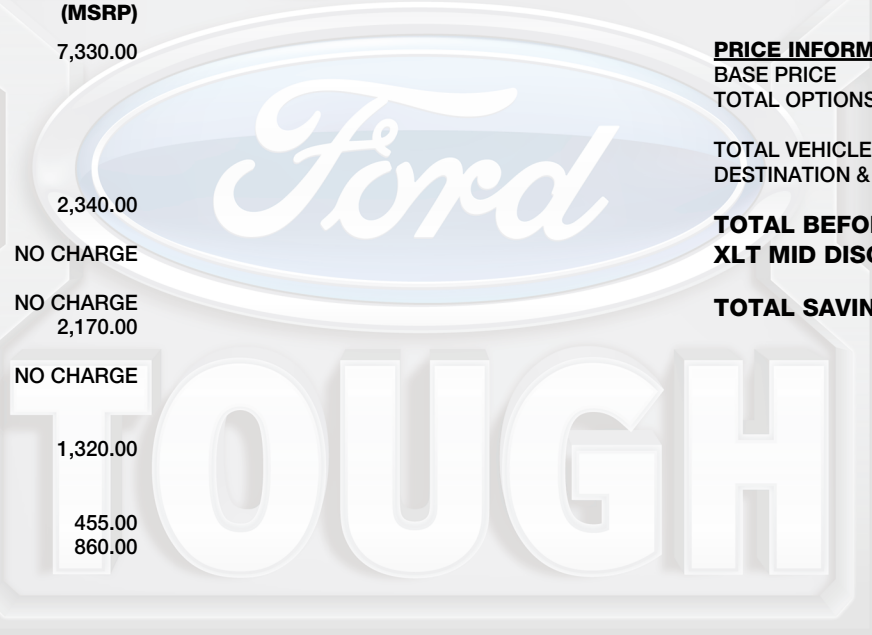 (MSRP)
7,330.00
2,340.00
NO CHARGE
NO CHARGE
2,170.00
NO CHARGE
1,320.00
455.00
860.00
PRICE INFORM
BASE PRICE
TOTAL OPTIONS
TOTAL VEHICLE
DESTINATION &
TOTAL BEFO
XLT MID DISC
TOTAL SAVIN
Ford
TOUGH